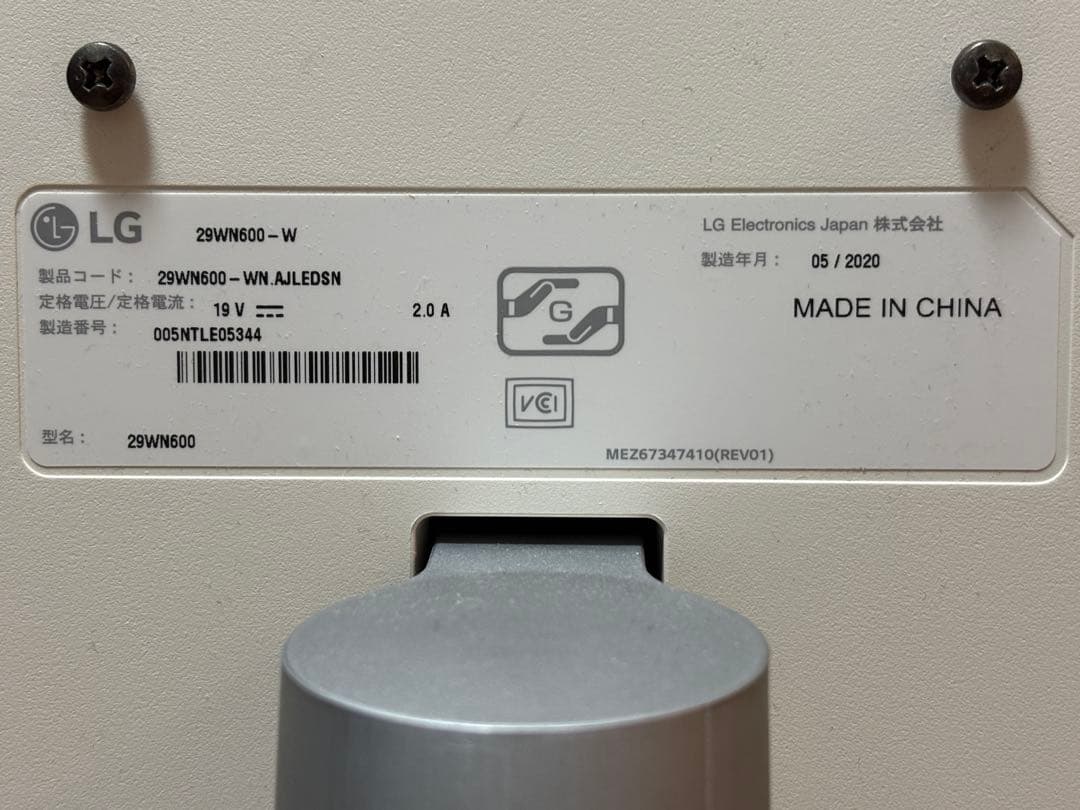 LG
29WN600-W
製品コード: 29WN600-WN.AJLEDSN
定格電圧/定格電流: 19 V 2.0 A
製造番号: 005NTLE05344
型名: 29WN600
G
VCI
MEZ67347410(REV01)
LG Electronics Japan 株式会社
製造年月: 05 / 2020
MADE IN CHINA